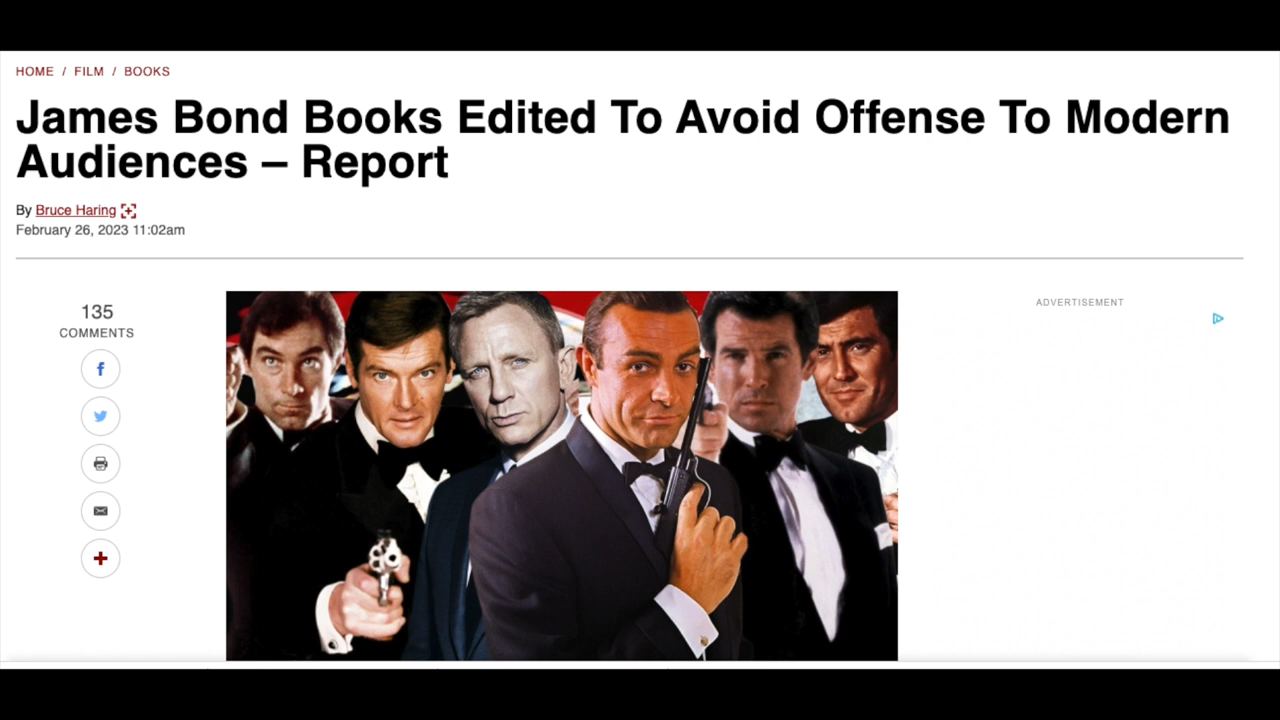 HOME / FILM / BOOKS
James Bond Books Edited To Avoid Offense To Modern
Audiences – Report
By Bruce Haring
February 26, 2023 11:02am
135
COMMENTS
ADVERTISEMENT